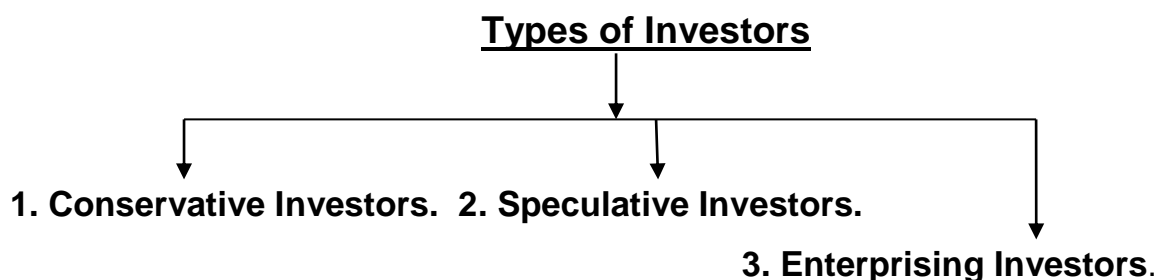 Types of Investors
1. Conservative Investors. 2. Speculative Investors.
3. Enterprising Investors.